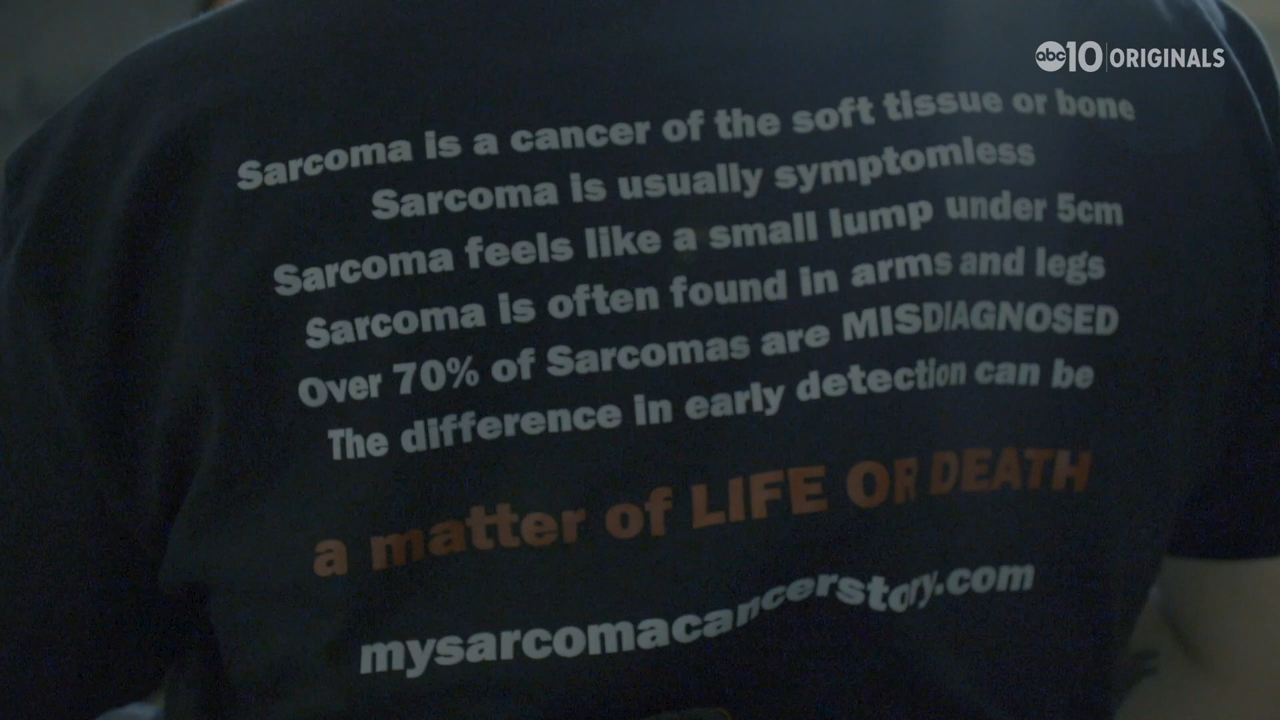 abc10 ORIGINALS
Sarcoma is a cancer of the soft tissue or bone
Sarcoma is usually symptomless
Sarcoma feels like a small lump under 5cm
Sarcoma is often found in arms and legs
Over 70% of Sarcomas are MISDIAGNOSED
The difference in early detection can be
a matter of LIFE OR DEATH
mysarcomacancerstory.com